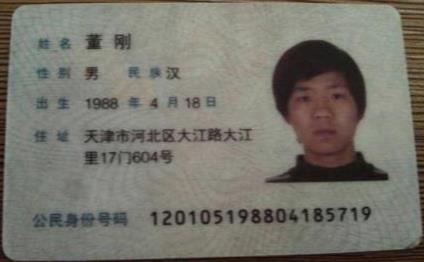 姓名 董刚
性别 男 民族 汉
出生 1988 年 4 月 18 日
住址 天津市河北区大江路大江
里17门604号
公民身份号码 120105198804185719